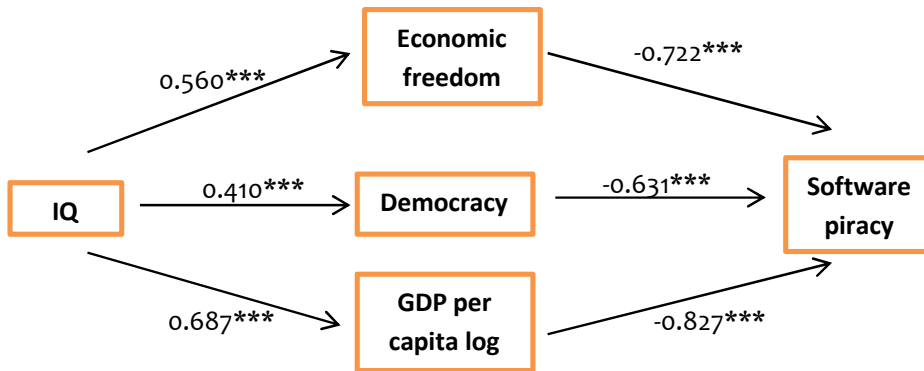 Economic
freedom
0.560***
-0.722***
IQ
0.410***
Democracy
-0.631***
Software
piracy
0.687***
GDP per
capita log
-0.827***